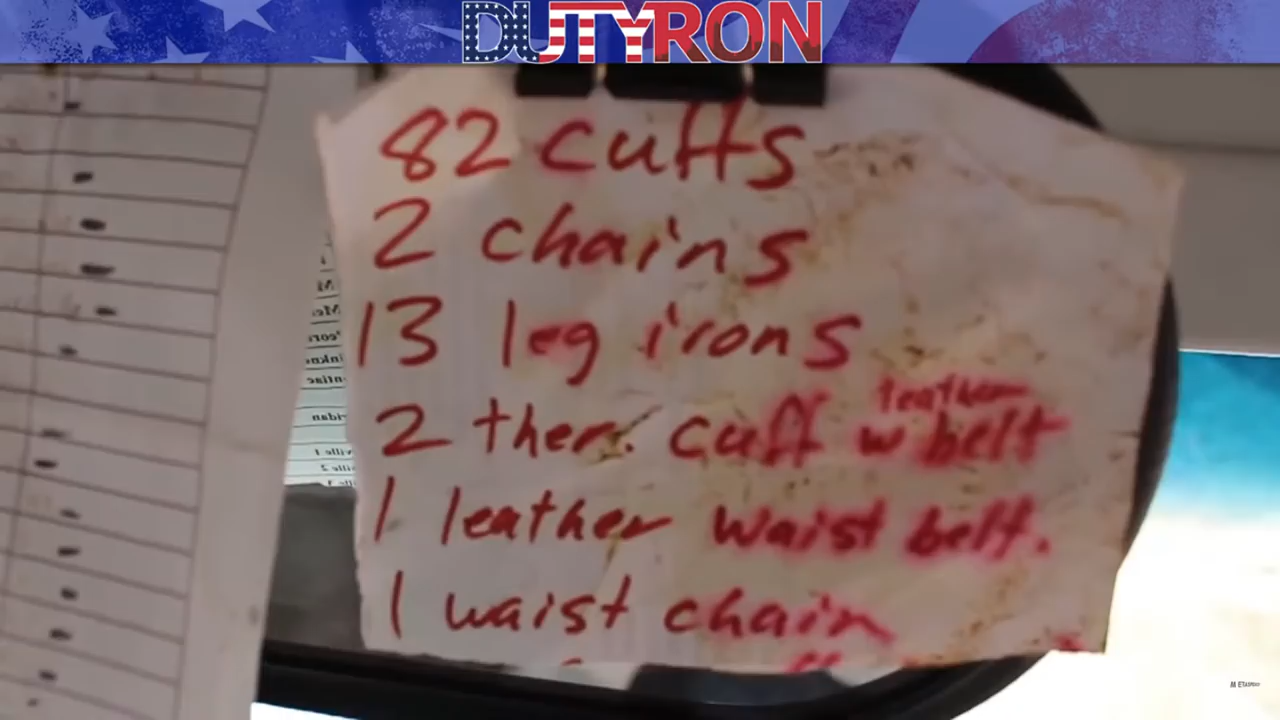 DUTYRON
82 cuffs
2 chains
13 leg irons
2 ther. cuff w leather belt
1 leather waist belt.
1 waist chain